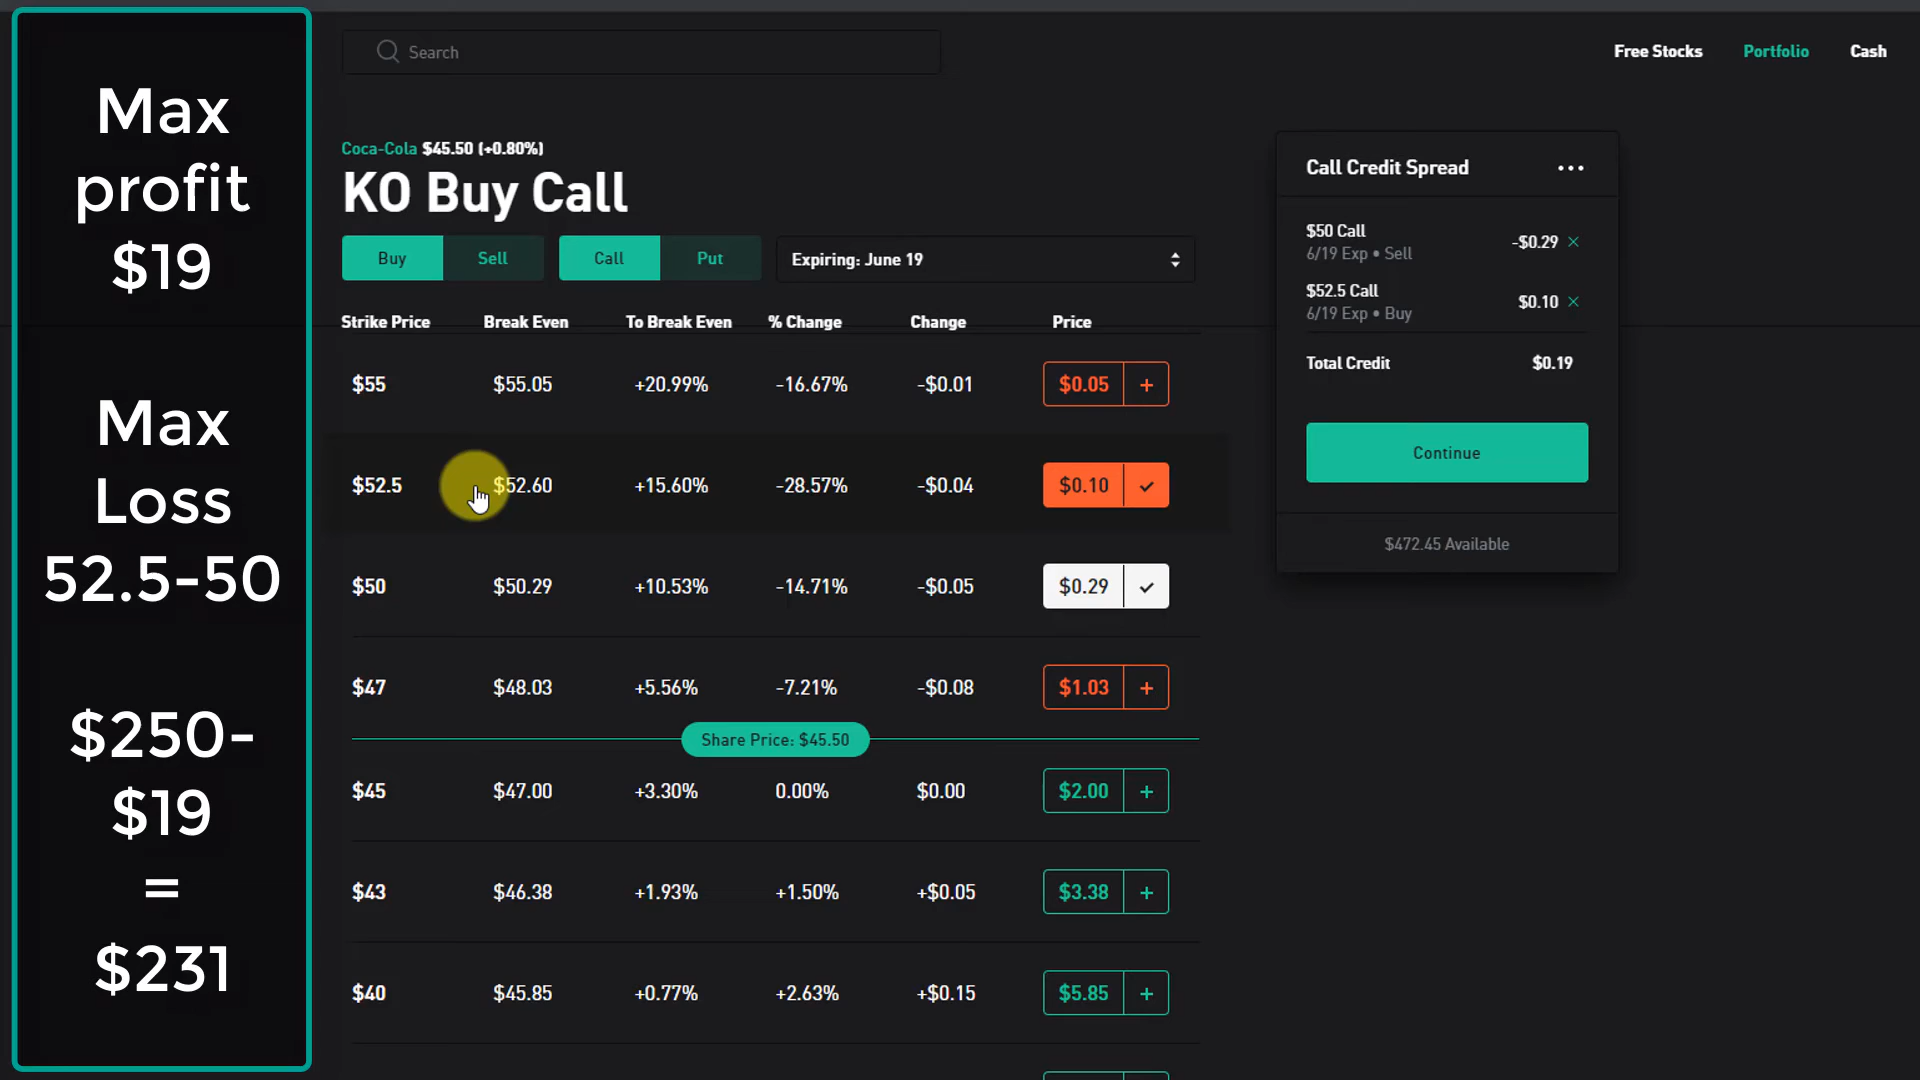 Max
profit
$19
Max
Loss
52.5-50
$250-
$19
=
$231
Search
Free Stocks Portfolio Cash
Coca-Cola $45.50 (+0.80%)
KO Buy Call
Buy Sell Call Put Expiring: June 19
Strike Price Break Even To Break Even % Change Change Price
$55 $55.05 +20.99% -16.67% -$0.01 $0.05 +
$52.5 $52.60 +15.60% -28.57% -$0.04 $0.10
$50 $50.29 +10.53% -14.71% -$0.05 $0.29
$47 $48.03 +5.56% -7.21% -$0.08 $1.03 +
Share Price: $45.50
$45 $47.00 +3.30% 0.00% $0.00 $2.00 +
$43 $46.38 +1.93% +1.50% +$0.05 $3.38 +
$40 $45.85 +0.77% +2.63% +$0.15 $5.85 +
Call Credit Spread
$50 Call -$0.29
6/19 Exp • Sell
$52.5 Call $0.10
6/19 Exp • Buy
Total Credit $0.19
Continue
$472.45 Available